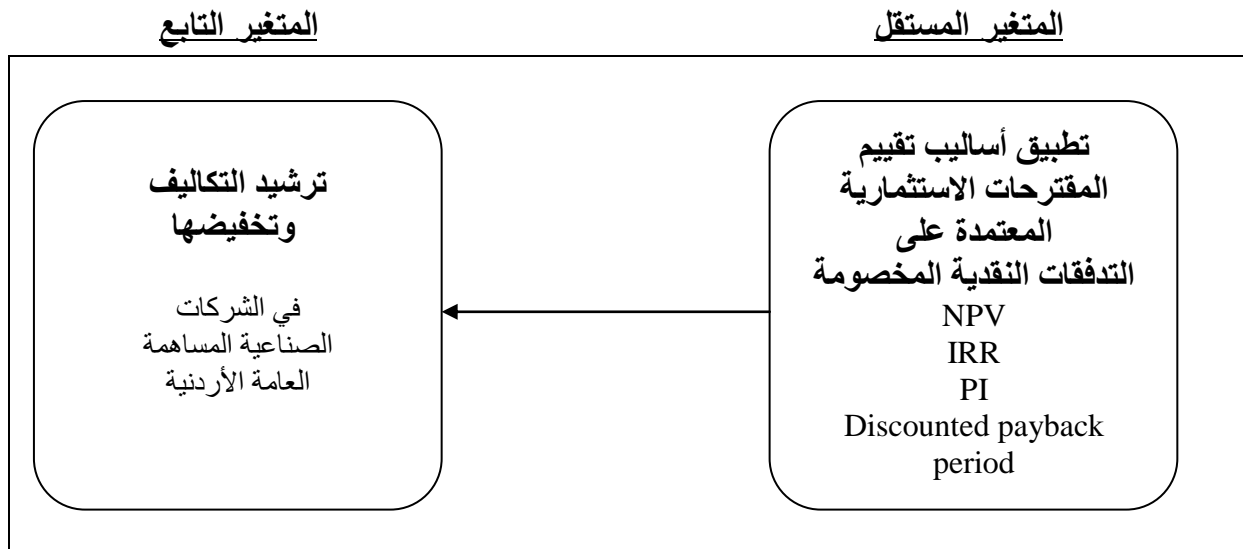 المتغير المستقل
المتغير التابع
تطبيق أساليب تقييم
المقترحات الاستثمارية
المعتمدة على
التدفقات النقدية المخصومة
NPV
IRR
PI
Discounted payback
period
ترشيد التكاليف
وتخفيضها
في الشركات
الصناعية المساهمة
العامة الأردنية